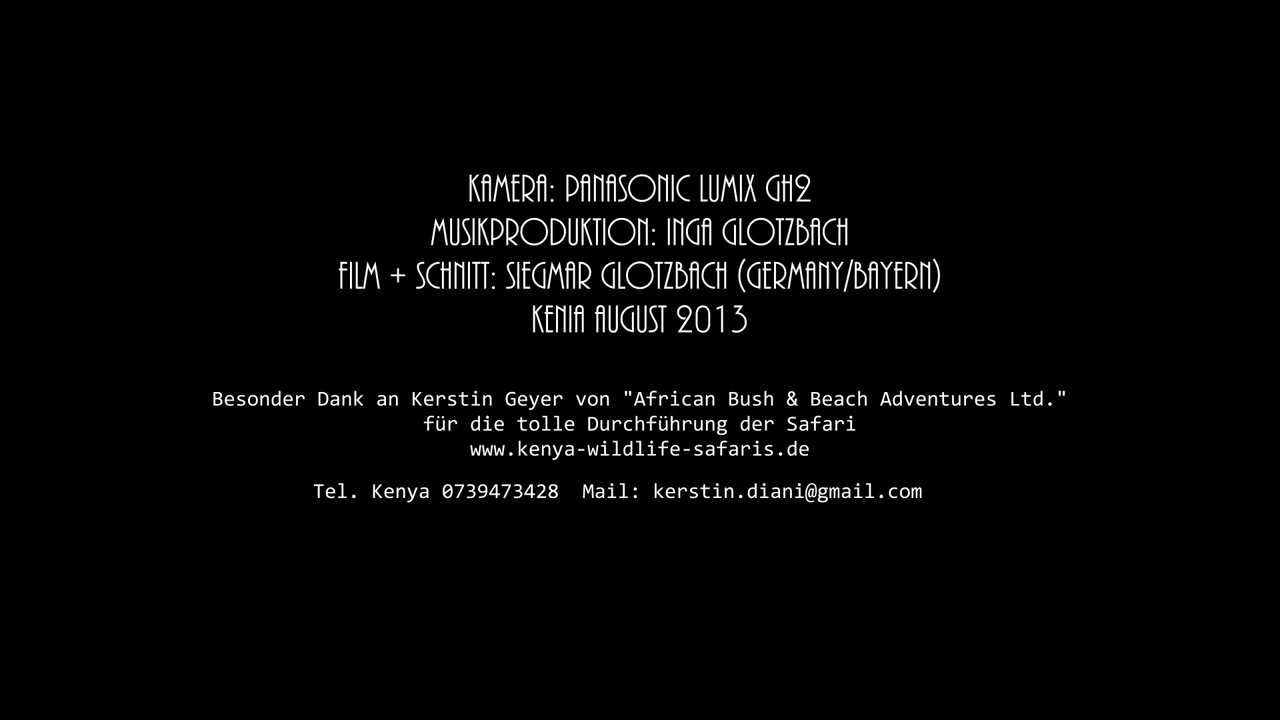 KAMERA: PANASONIC LUMIX GH2
MUSIKPRODUKTION: INGA GLOTZBACH
FILM + SCHNITT: SIEGMAR GLOTZBACH (GERMANY/BAYERN)
KENIA AUGUST 2013
Besonder Dank an Kerstin Geyer von "African Bush & Beach Adventures Ltd."
für die tolle Durchführung der Safari
www.kenya-wildlife-safaris.de
Tel. Kenya 0739473428  Mail: kerstin.diani@gmail.com